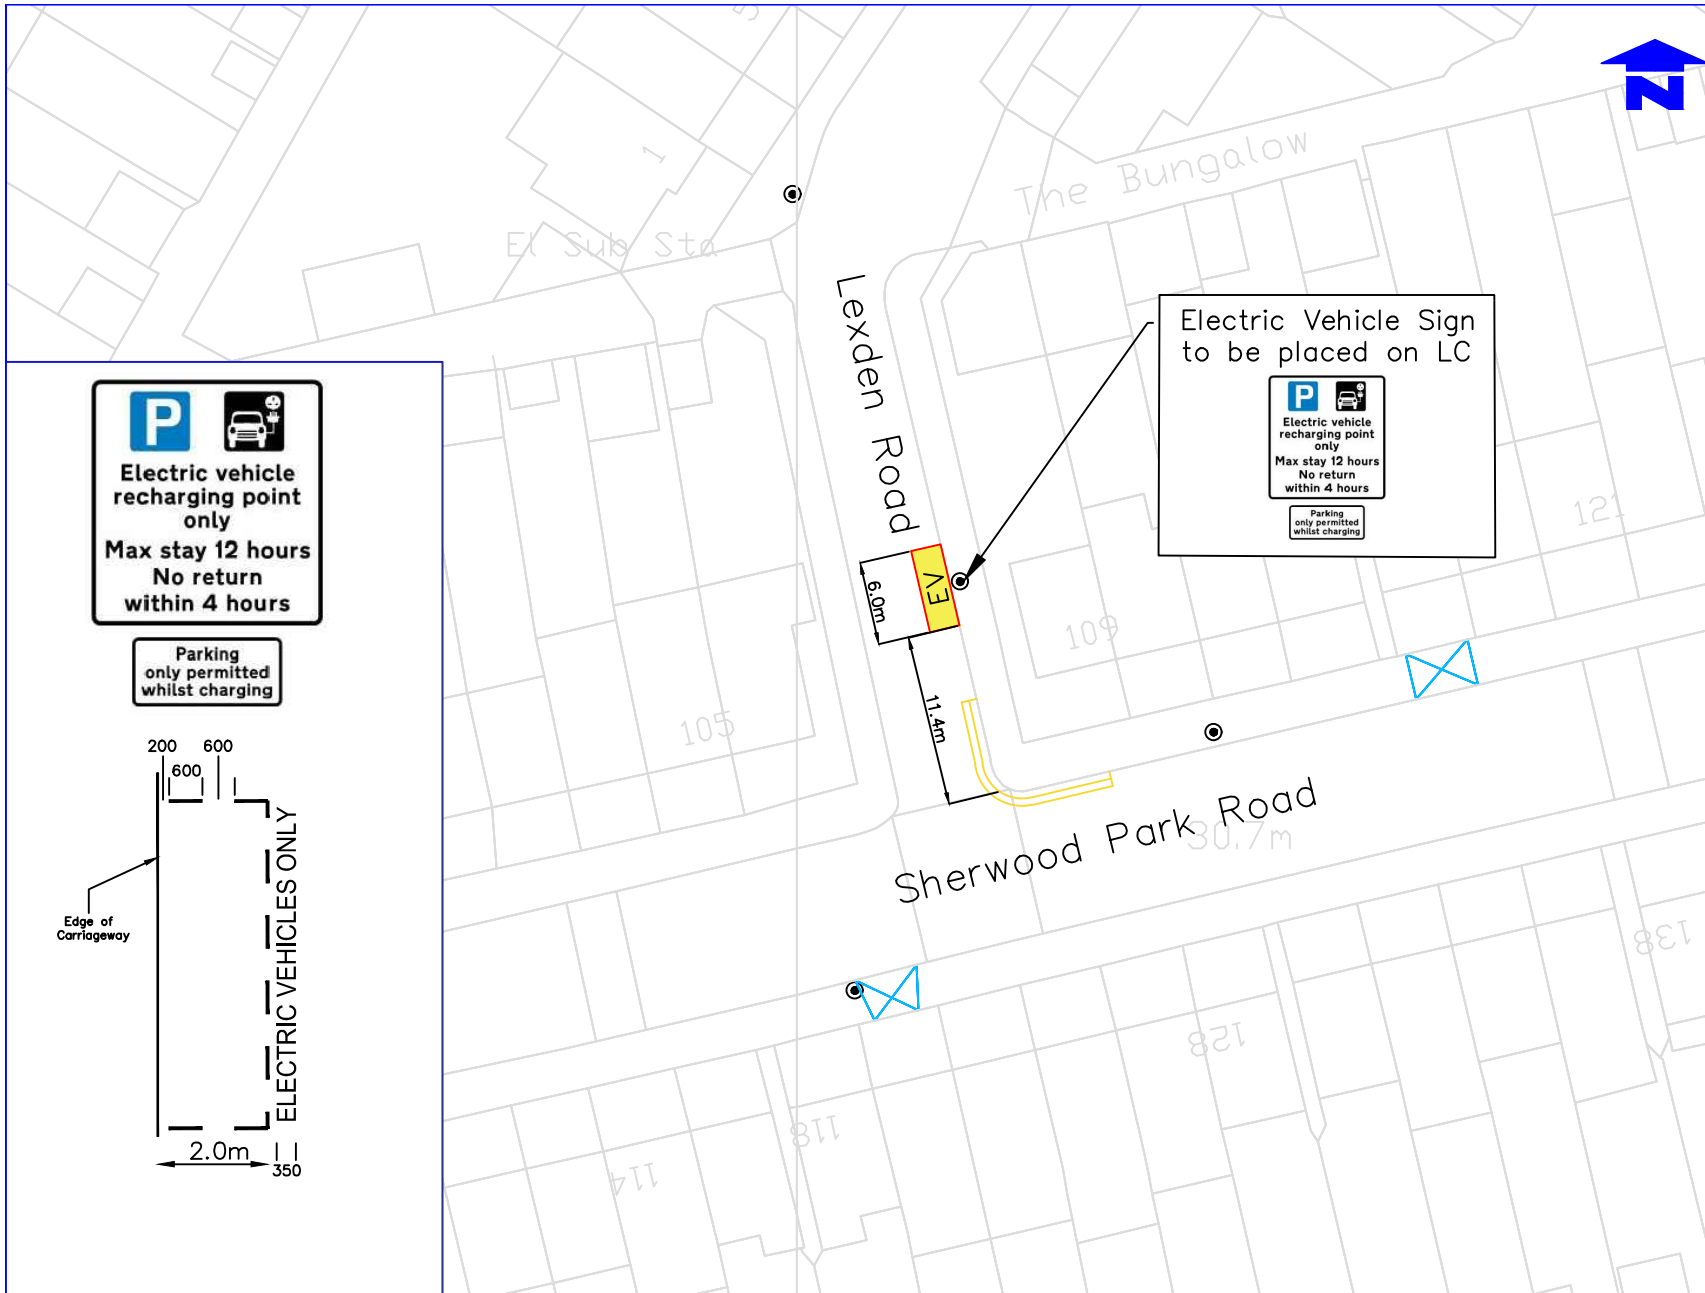 5
N
The Bungalow
1
El Sub Sta
Lexden Road
Electric Vehicle Sign
to be placed on LC
P
Electric vehicle
recharging point
only
Max stay 12 hours
No return
within 4 hours
Parking
only permitted
whilst charging
P
Electric vehicle
recharging point
only
Max stay 12 hours
No return
within 4 hours
Parking
only permitted
whilst charging
121
EV
6.0m
109
11.4m
105
Sherwood Park Road
30.7m
200
600
600
ELECTRIC VEHICLES ONLY
Edge of
Carriageway
2.0m
350
138
128
118
114